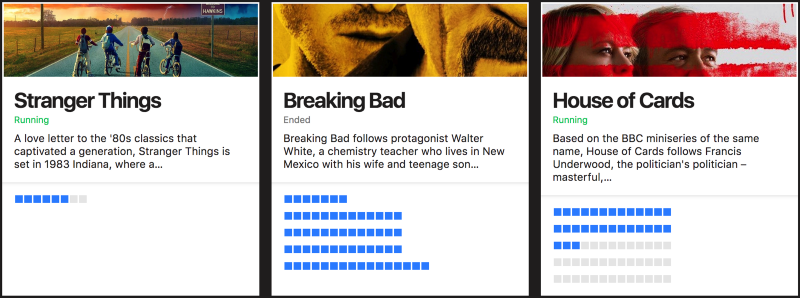 HAWKINS
Stranger Things
Running
A love letter to the '80s classics that
captivated a generation, Stranger Things is
set in 1983 Indiana, where a...
Breaking Bad
Ended
Breaking Bad follows protagonist Walter
White, a chemistry teacher who lives in New
Mexico with his wife and teenage son...
House of Cards
Running
Based on the BBC miniseries of the same
name, House of Cards follows Francis
Underwood, the politician's politician –
masterful,...